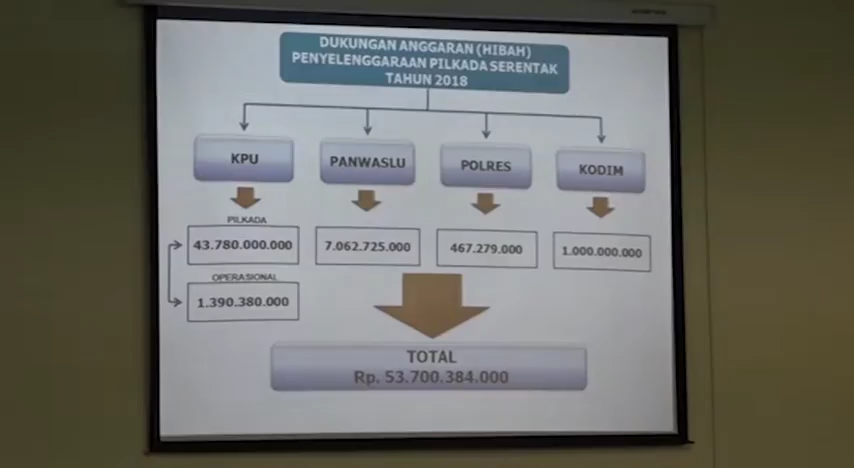 DUKUNGAN ANGGARAN (HIBAH)
PENYELENGGARAAN PILKADA SERENTAK
TAHUN 2018
KPU
PANWASLU
POLRES
KODIM
PILKADA
43.780.000.000
7.062.725.000
467.279.000
1.000.000.000
OPERASIONAL
1.390.380.000
TOTAL
Rp. 53.700.384.000